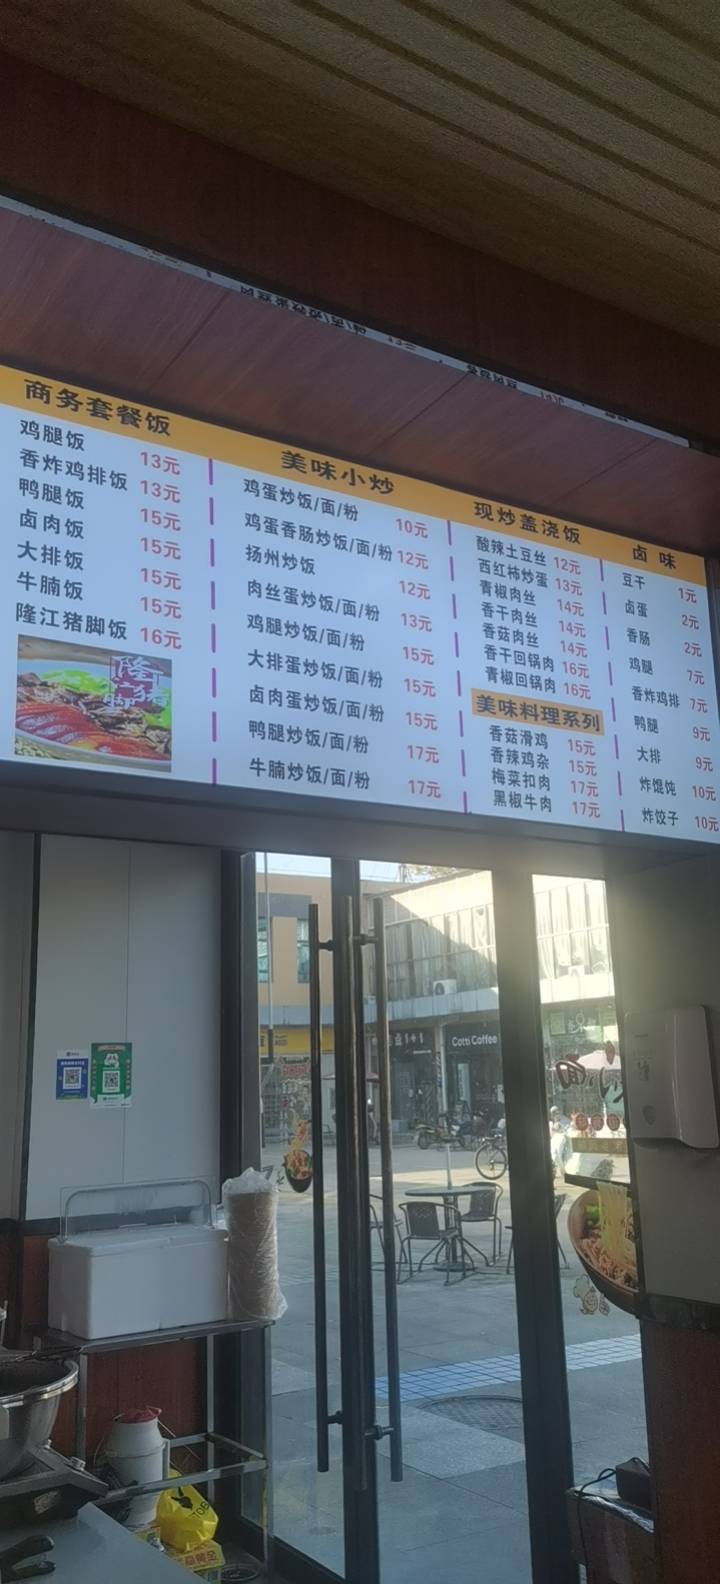 商务套餐饭
鸡腿饭 13元
香炸鸡排饭 13元
鸭腿饭 15元
卤肉饭 15元
大排饭 15元
牛腩饭 15元
隆江猪脚饭 16元
隆
猪
美味小炒
鸡蛋炒饭/面/粉 10元
鸡蛋香肠炒饭/面/粉 12元
扬州炒饭 12元
肉丝蛋炒饭/面/粉 13元
鸡腿炒饭/面/粉 15元
大排蛋炒饭/面/粉 15元
卤肉蛋炒饭/面/粉 15元
鸭腿炒饭/面/粉 17元
牛腩炒饭/面/粉 17元
现炒盖浇饭
酸辣土豆丝 12元
西红柿炒蛋 13元
青椒肉丝 14元
香干肉丝 14元
香菇肉丝 14元
香干回锅肉 16元
青椒回锅肉 16元
美味料理系列
香菇滑鸡 15元
香辣鸡杂 15元
梅菜扣肉 17元
黑椒牛肉 17元
卤味
豆干 1元
卤蛋 2元
香肠 2元
鸡腿 7元
香炸鸡排 7元
鸭腿 9元
大排 9元
炸馄饨 10元
炸饺子 10元
Cotti Coffee
小面